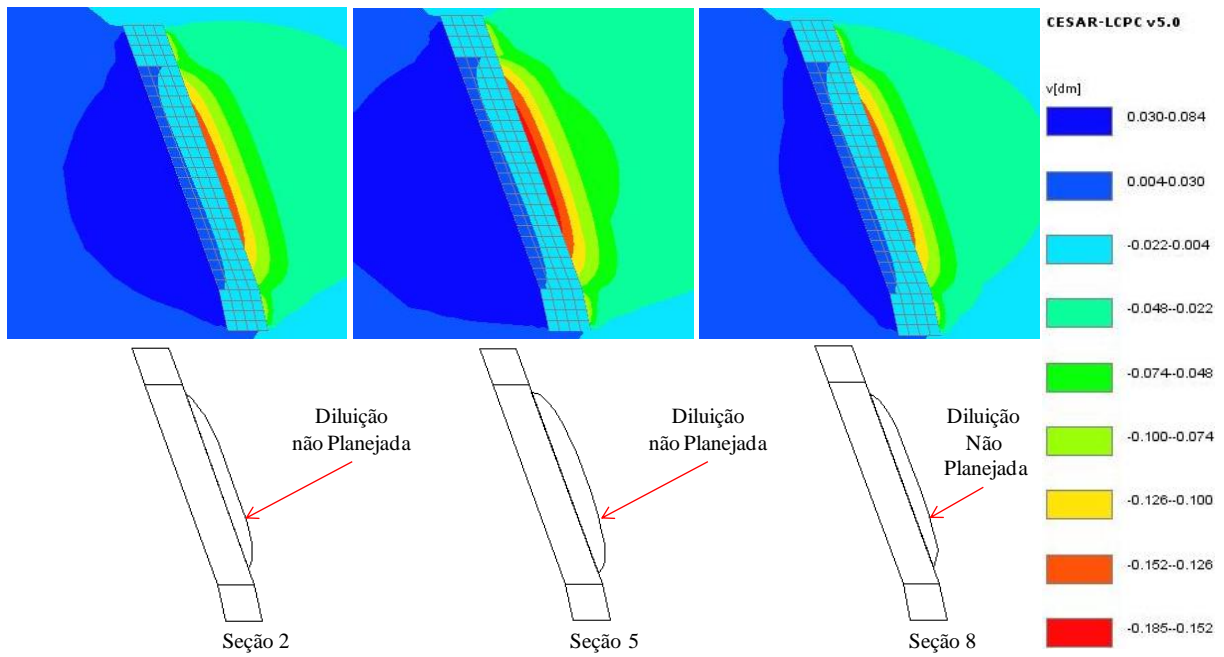 CESAR-LCPC v5.0
v[dm]
0.030-0.084
0.004-0.030
-0.022-0.004
-0.048--0.022
-0.074--0.048
-0.100--0.074
-0.126--0.100
-0.152--0.126
-0.185--0.152
Diluição
não Planejada
Seção 2
Diluição
não Planejada
Seção 5
Diluição
Não
Planejada
Seção 8